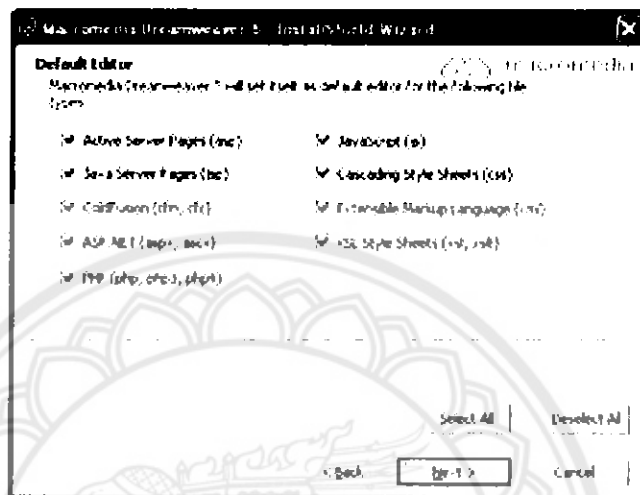 Macromedia Dreamweaver 8 - InstallShield Wizard
Default Editor
macromedia
Macromedia Dreamweaver 8 will set itself as default editor for the following file
types
Active Server Pages (asp)
JavaScript (js)
Java Server Pages (jsp)
Cascading Style Sheets (css)
ColdFusion (cfm, cfc)
Extensible Markup Language (xml)
ASP.NET (aspx, ascx)
XSL Style Sheets (xsl, xslt)
PHP (php, php3, php4)
Select All
Deselect All
< Back
Next >
Cancel